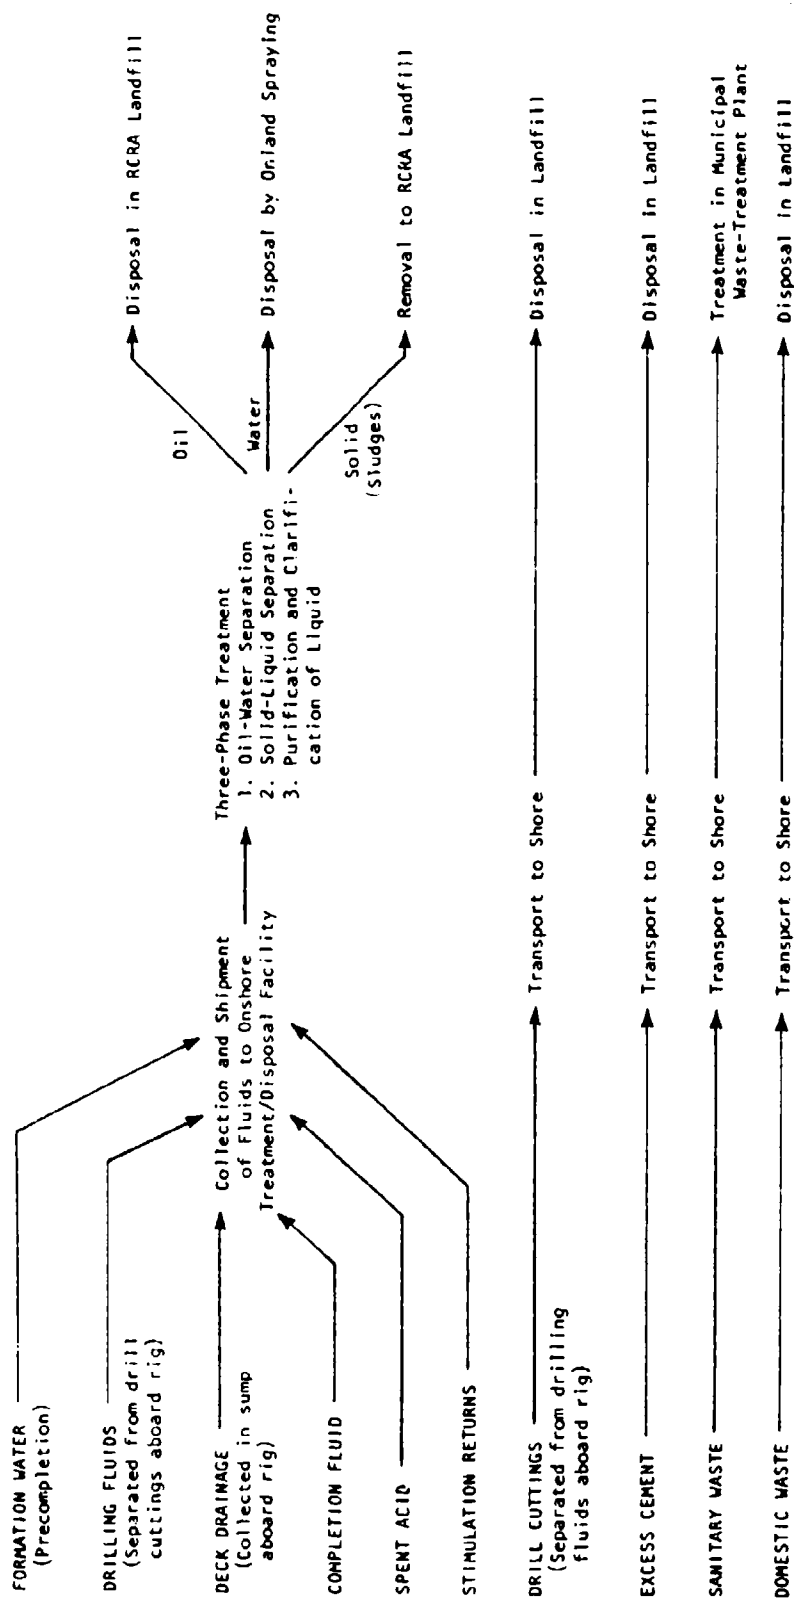 FORMATION WATER
(Precompletion)
DRILLING FLUIDS
(Separated from drill
cuttings aboard rig)
DECK DRAINAGE
(Collected in sump
aboard rig)
COMPLETION FLUID
SPENT ACID
STIMULATION RETURNS
Collection and Shipment
of Fluids to Onshore
Treatment/Disposal Facility
Three-Phase Treatment
1. Oil-Water Separation
2. Solid-Liquid Separation
3. Purification and Clarifi-
cation of Liquid
Oil
Disposal in RCRA Landfill
Water
Disposal by Onland Spraying
Solid
(Sludges)
Removal to RCRA Landfill
DRILL CUTTINGS
(Separated from drilling
fluids aboard rig)
Transport to Shore
Disposal in Landfill
EXCESS CEMENT
Transport to Shore
Disposal in Landfill
SANITARY WASTE
Transport to Shore
Treatment in Municipal
Waste-Treatment Plant
DOMESTIC WASTE
Transport to Shore
Disposal in Landfill